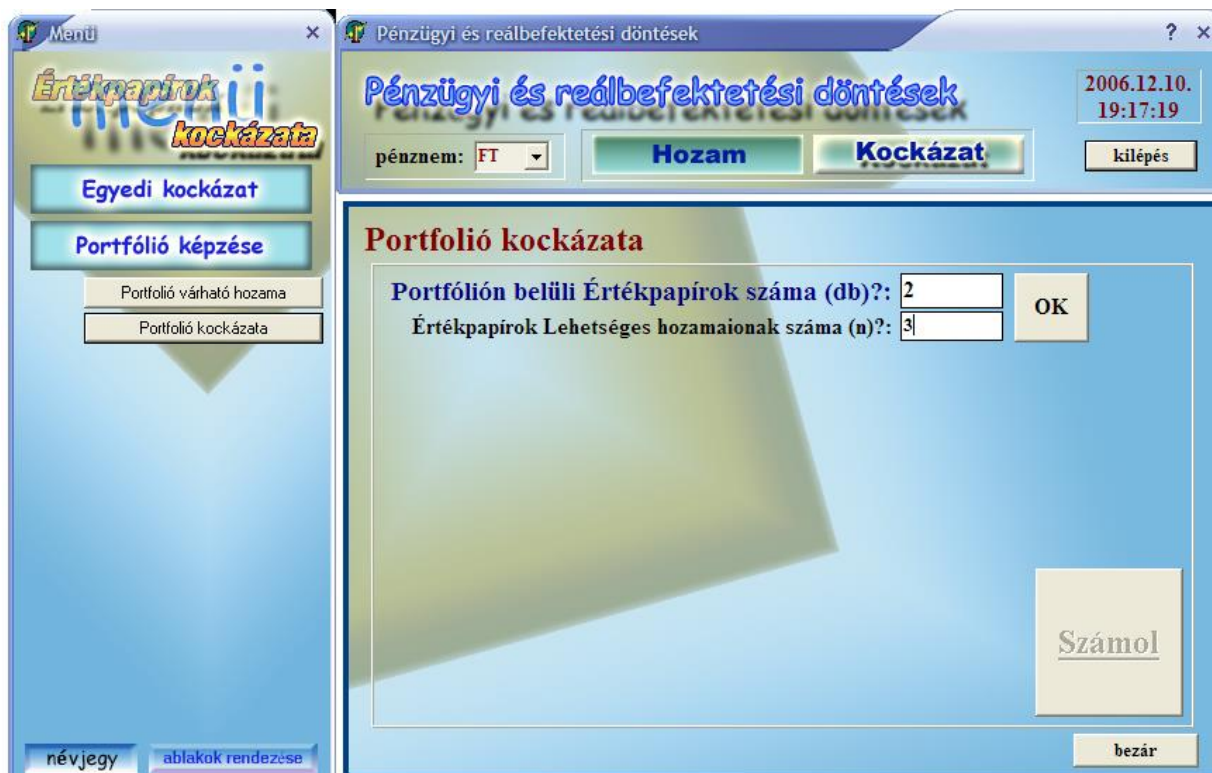 Menü
Értékpapírok
menü
kockázata
Egyedi kockázat
Portfólió képzése
Portfolió várható hozama
Portfolió kockázata
névjegy ablakok rendezése
Pénzügyi és reálbefektetési döntések
Pénzügyi és reálbefektetési döntések
2006.12.10.
19:17:19
pénznem: FT Hozam Kockázat kilépés
Portfolió kockázata
Portfólión belüli Értékpapírok száma (db)?: 2
OK
Értékpapírok Lehetséges hozamaionak száma (n)?: 3
Számol
bezár